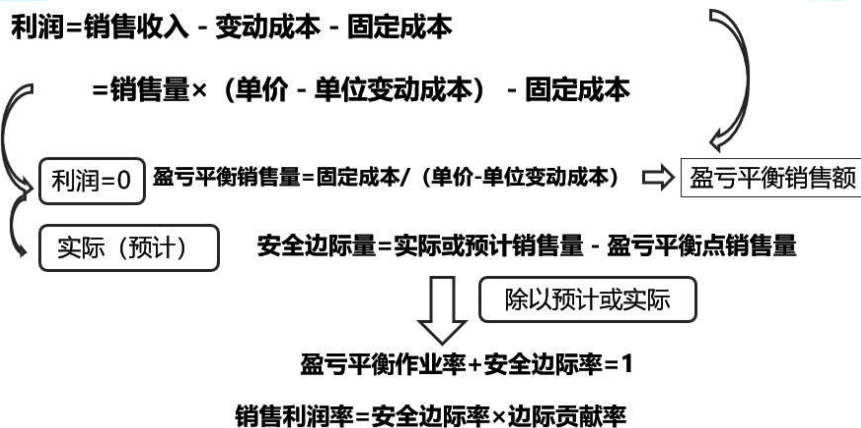 利润=销售收入 - 变动成本 - 固定成本
=销售量×（单价 - 单位变动成本） - 固定成本
利润=0 盈亏平衡销售量=固定成本/（单价-单位变动成本） 盈亏平衡销售额
实际（预计） 安全边际量=实际或预计销售量 - 盈亏平衡点销售量
除以预计或实际
盈亏平衡作业率+安全边际率=1
销售利润率=安全边际率×边际贡献率